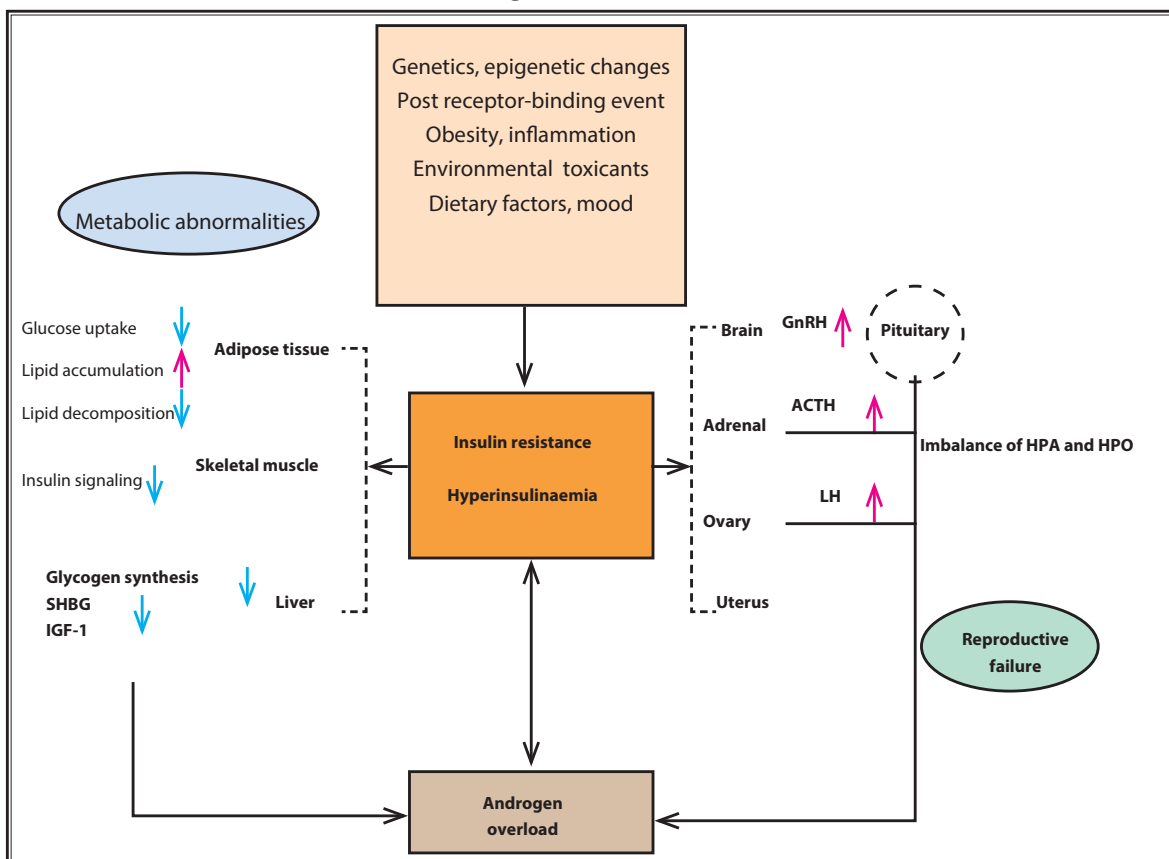 Genetics, epigenetic changes
Post receptor-binding event
Obesity, inflammation
Environmental toxicants
Dietary factors, mood
Metabolic abnormalities
Glucose uptake
Lipid accumulation
Lipid decomposition
Adipose tissue
Insulin signaling
Skeletal muscle
Glycogen synthesis
SHBG
IGF-1
Liver
Insulin resistance
Hyperinsulinaemia
Brain
GnRH
Pituitary
Adrenal
ACTH
Imbalance of HPA and HPO
Ovary
LH
Uterus
Reproductive
failure
Androgen
overload